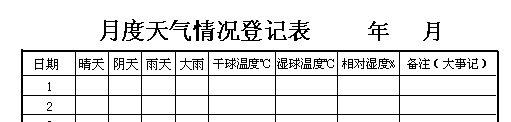 月度天气情况登记表 年 月
日期 晴天 阴天 雨天 大雨 干球温度℃ 湿球温度℃ 相对湿度% 备注（大事记）
1
2